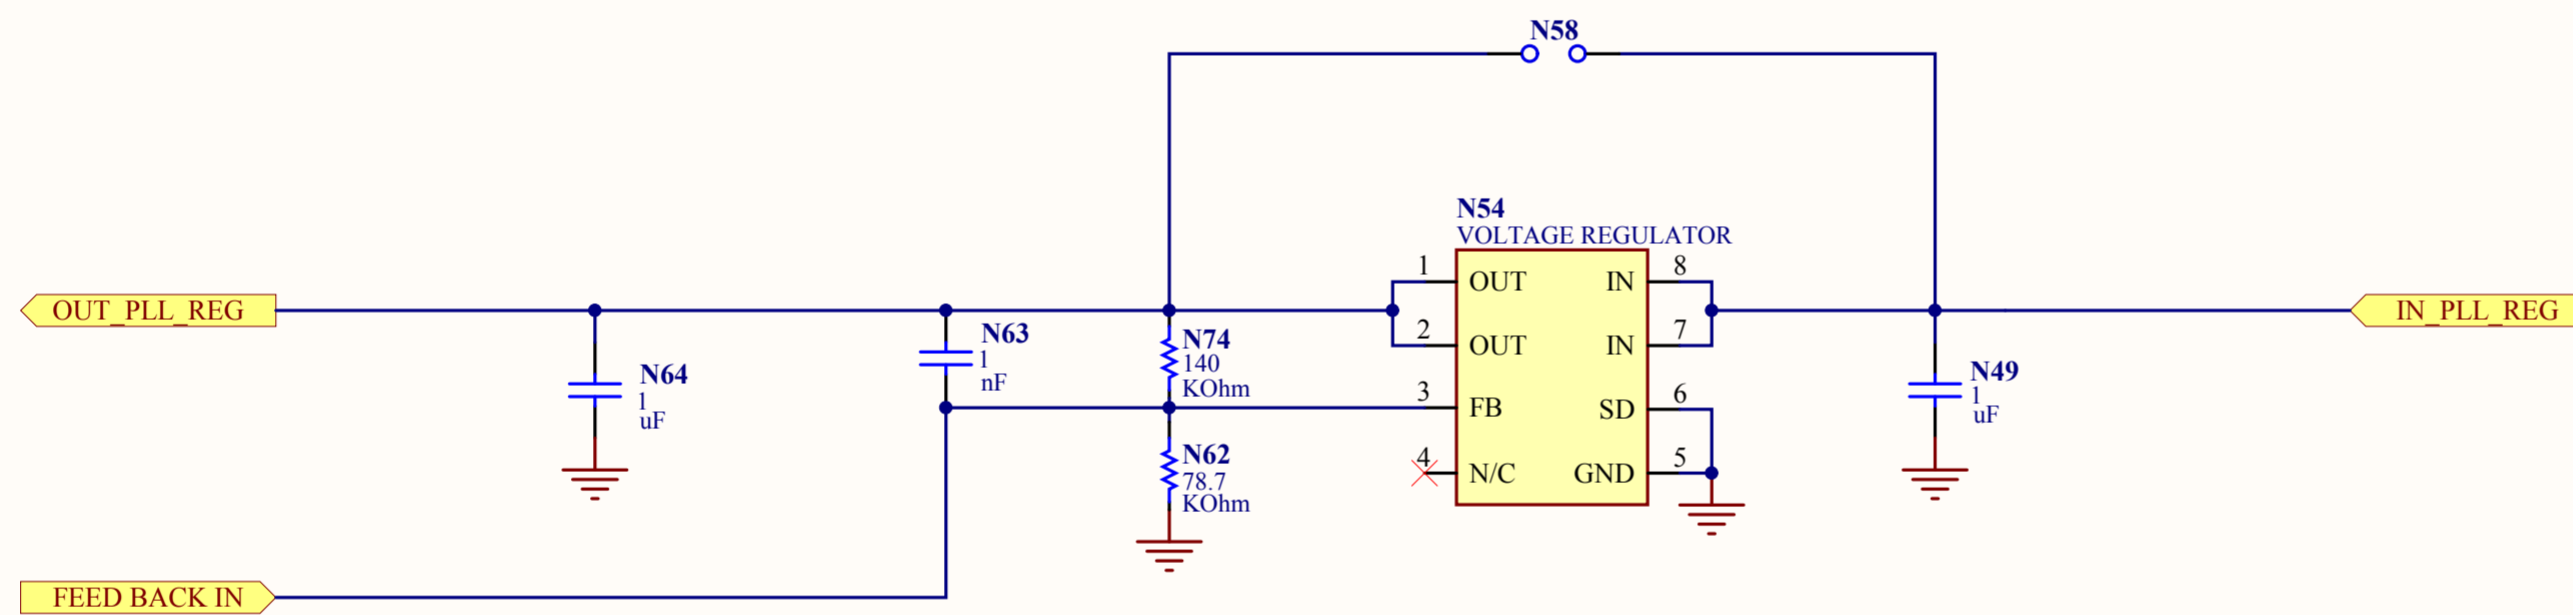 N58
N54
VOLTAGE REGULATOR
1 OUT IN 8
OUT_PLL_REG
IN_PLL_REG
2 OUT IN 7
N63
1
nF
N74
140
KOhm
N64
1
uF
N49
1
uF
3 FB SD 6
4 N/C GND 5
N62
78.7
KOhm
FEED BACK IN